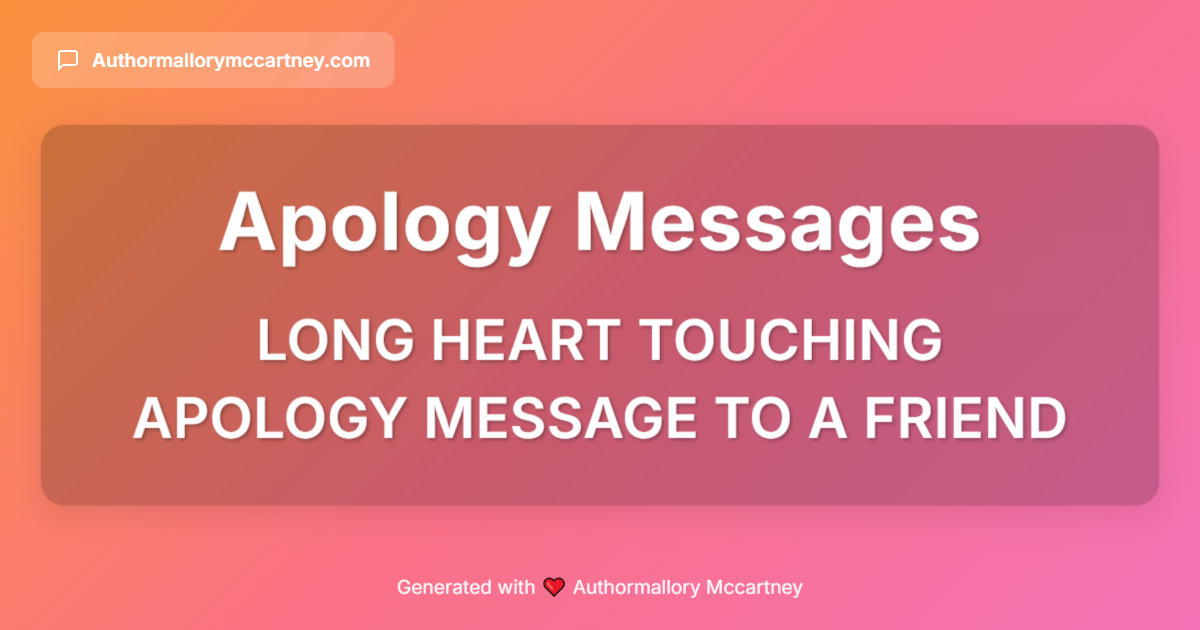 Authormallorymccartney.com
Apology Messages
LONG HEART TOUCHING
APOLOGY MESSAGE TO A FRIEND
Generated with ❤️ Authormallory Mccartney